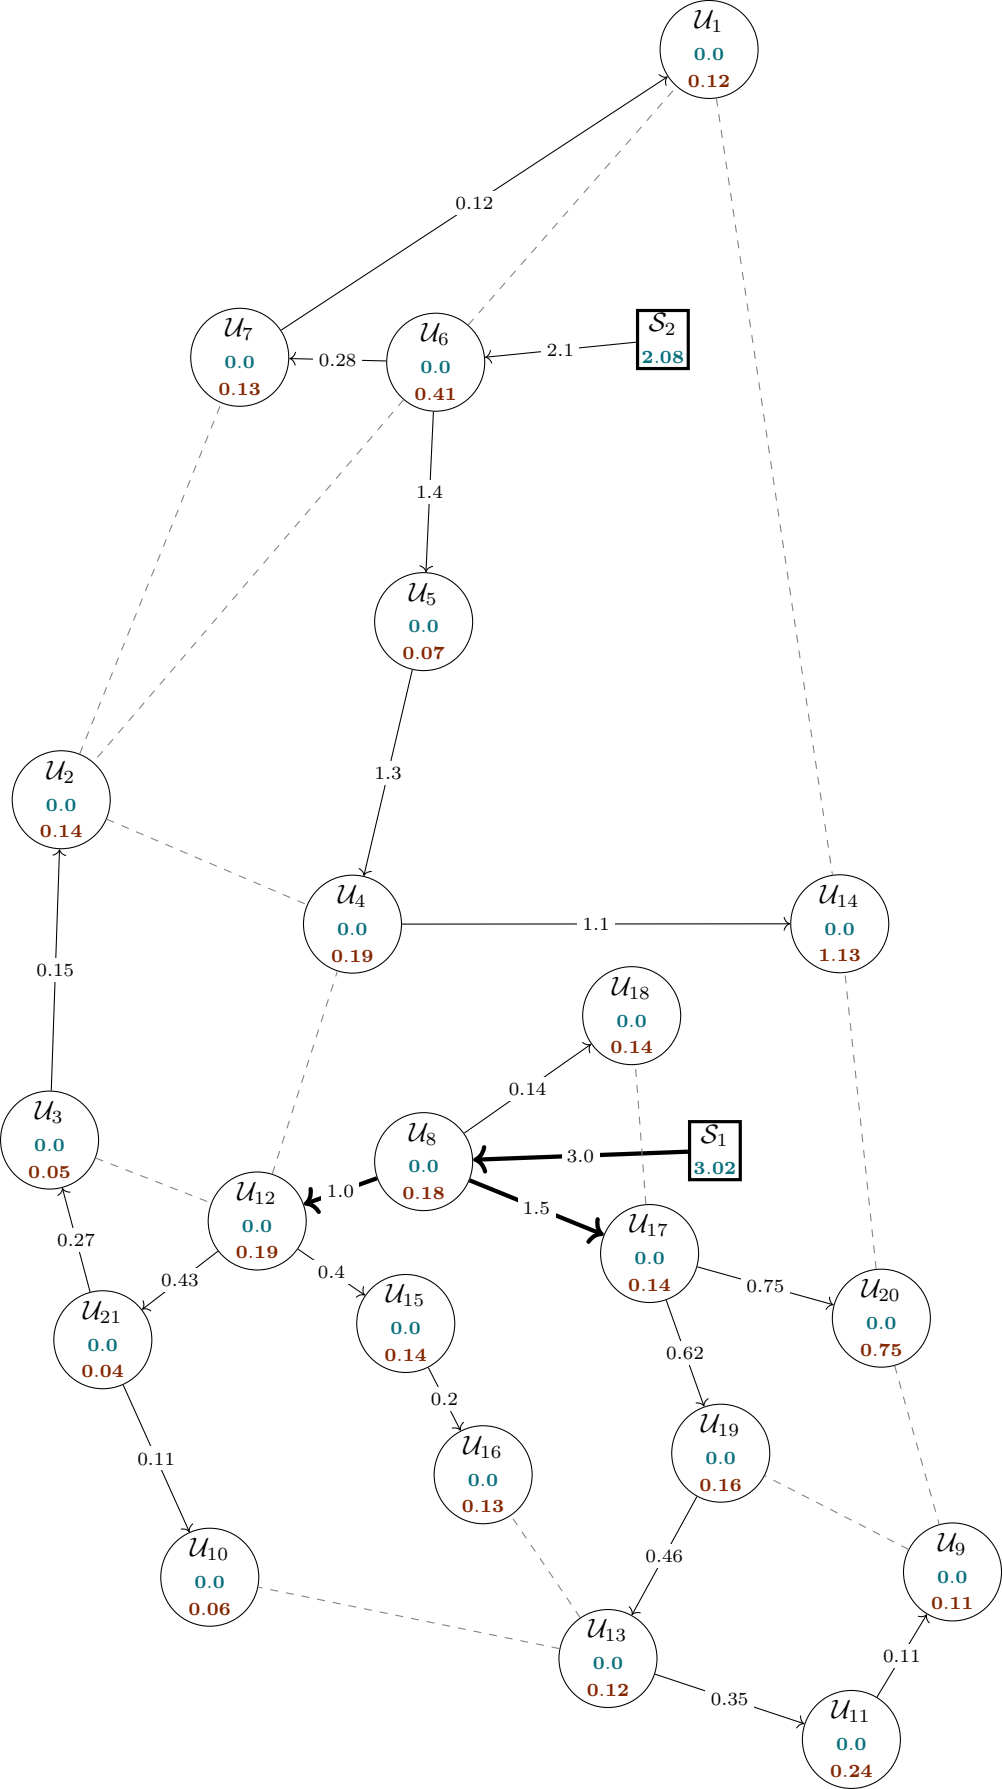 𝒰₁
0.0
0.12
0.12
𝒰₇
0.0
0.13
0.28
𝒰₆
0.0
0.41
2.1
𝒮₂
2.08
1.4
𝒰₅
0.0
0.07
1.3
𝒰₂
0.0
0.14
𝒰₄
0.0
0.19
1.1
𝒰₁₄
0.0
1.13
0.15
𝒰₁₈
0.0
0.14
0.14
𝒰₃
0.0
0.05
𝒰₈
0.0
0.18
3.0
𝒮₁
3.02
𝒰₁₂
0.0
0.19
1.0
1.5
𝒰₁₇
0.0
0.14
0.27
0.43
0.4
0.75
𝒰₂₁
0.0
0.04
𝒰₁₅
0.0
0.14
𝒰₂₀
0.0
0.75
0.62
0.2
0.11
𝒰₁₆
0.0
0.13
𝒰₁₉
0.0
0.16
𝒰₁₀
0.0
0.06
0.46
𝒰₉
0.0
0.11
𝒰₁₃
0.0
0.12
0.11
0.35
𝒰₁₁
0.0
0.24